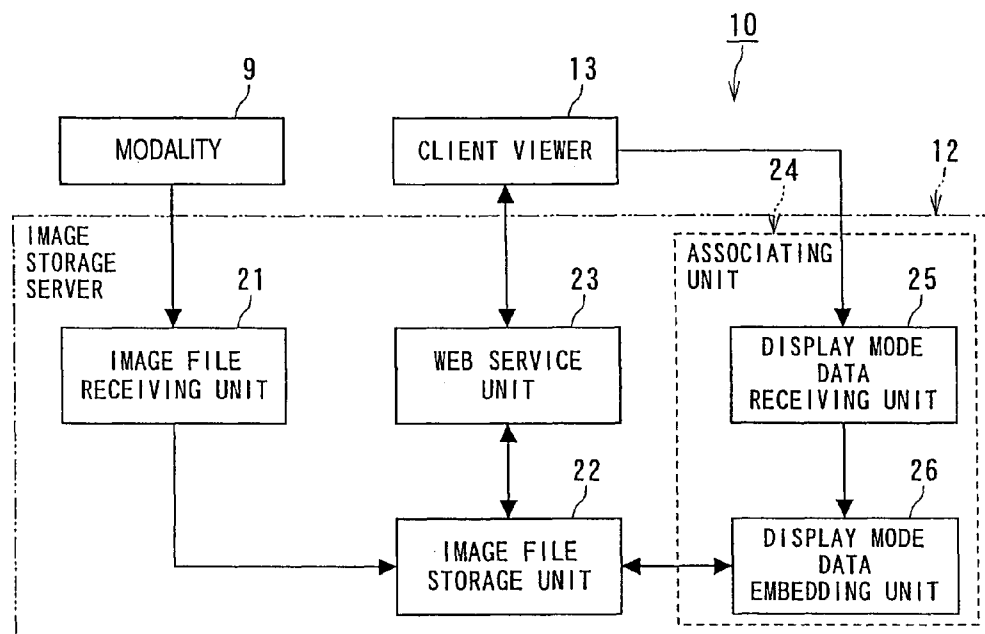 10
9
13
MODALITY
CLIENT VIEWER
12
24
IMAGE
STORAGE
SERVER
ASSOCIATING
UNIT
21
23
25
IMAGE FILE
RECEIVING UNIT
WEB SERVICE
UNIT
DISPLAY MODE
DATA
RECEIVING UNIT
22
26
IMAGE FILE
STORAGE UNIT
DISPLAY MODE
DATA
EMBEDDING UNIT